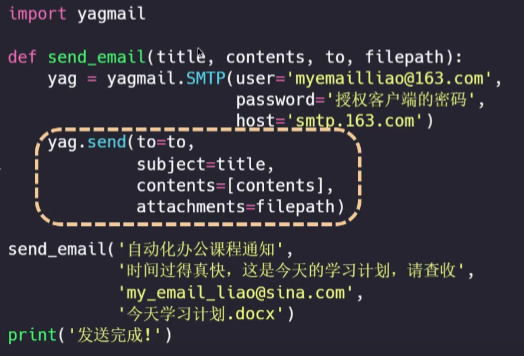 import yagmail
def send_email(title, contents, to, filepath):
yag = yagmail.SMTP(user='myemailliao@163.com',
password='授权客户端的密码',
host='smtp.163.com')
yag.send(to=to,
subject=title,
contents=[contents],
attachments=filepath)
send_email('自动化办公课程通知',
'时间过得真快，这是今天的学习计划，请查收',
'my_email_liao@sina.com',
'今天学习计划.docx')
print('发送完成!')